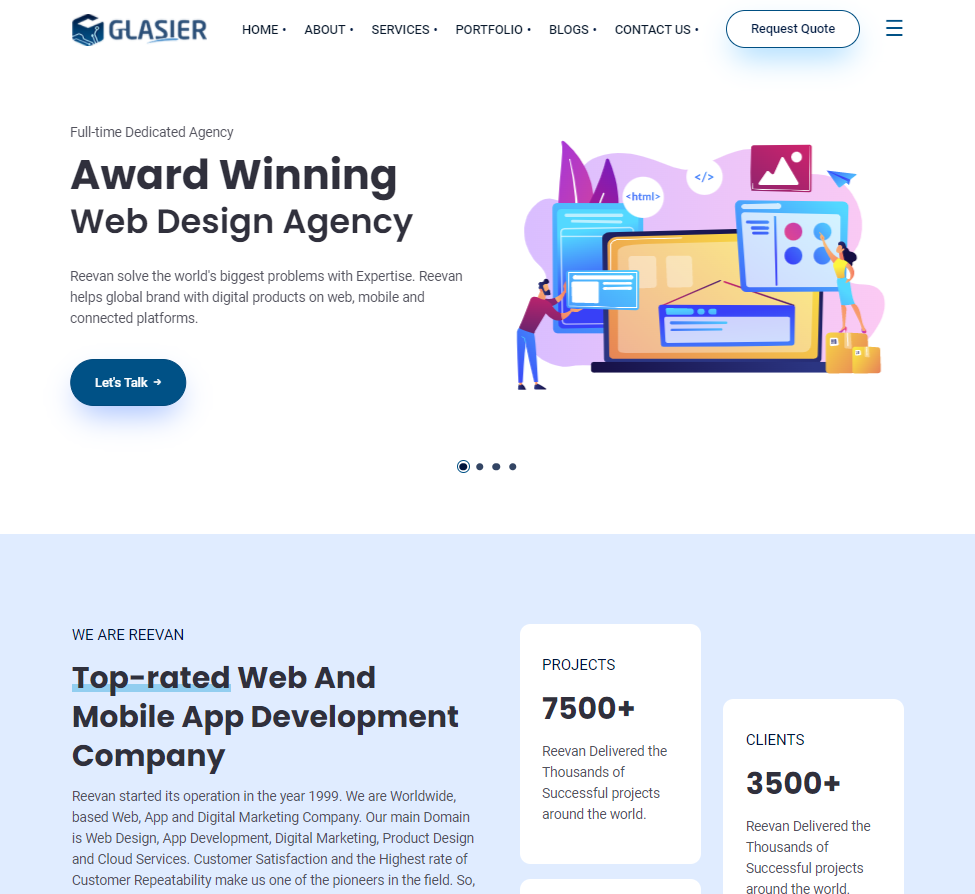 GLASIER
HOME •
ABOUT •
SERVICES •
PORTFOLIO •
BLOGS •
CONTACT US •
Request Quote
Full-time Dedicated Agency
Award Winning
Web Design Agency
Reevan solve the world's biggest problems with Expertise. Reevan
helps global brand with digital products on web, mobile and
connected platforms.
Let's Talk →
<html>
</>
WE ARE REEVAN
Top-rated Web And
Mobile App Development
Company
Reevan started its operation in the year 1999. We are Worldwide,
based Web, App and Digital Marketing Company. Our main Domain
is Web Design, App Development, Digital Marketing, Product Design
and Cloud Services. Customer Satisfaction and the Highest rate of
Customer Repeatability make us one of the pioneers in the field. So,
PROJECTS
7500+
Reevan Delivered the
Thousands of
Successful projects
around the world.
CLIENTS
3500+
Reevan Delivered the
Thousands of
Successful projects
around the world.